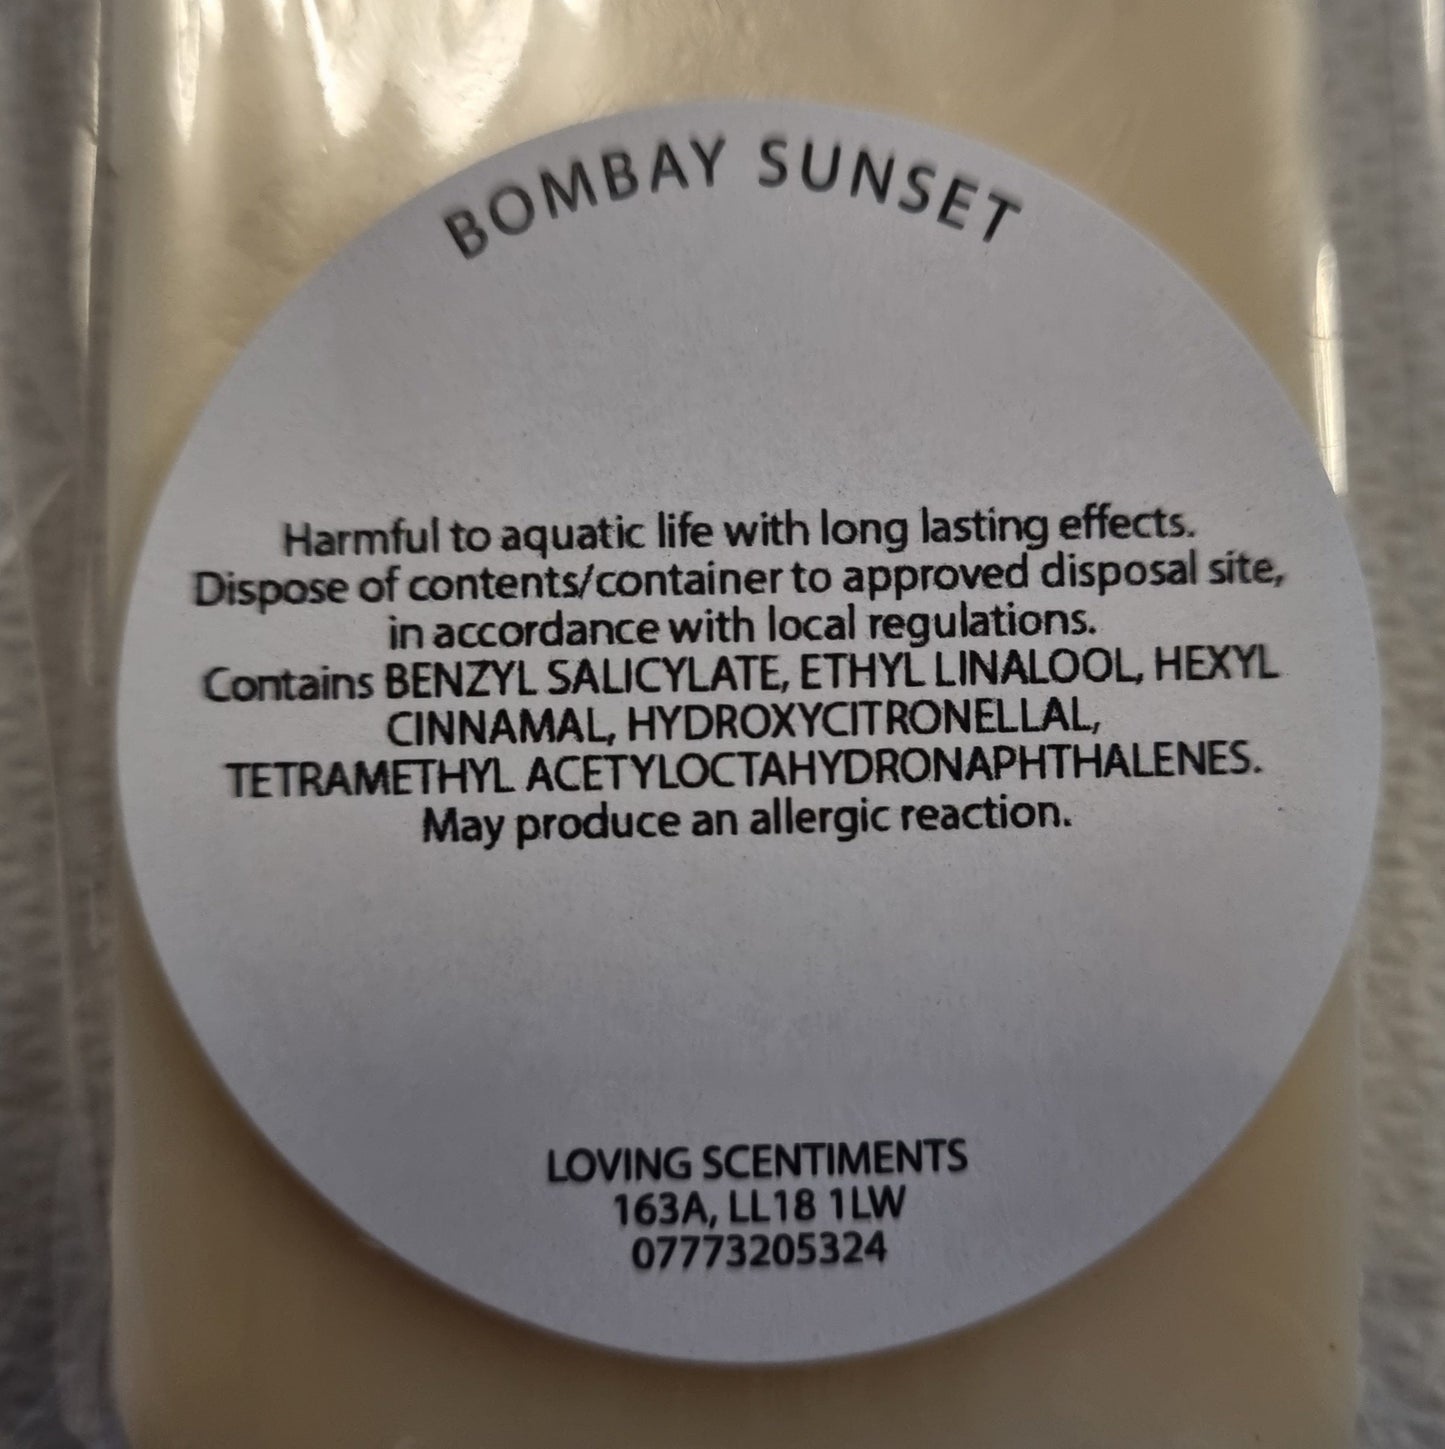 BOMBAY SUNSET
Harmful to aquatic life with long lasting effects.
Dispose of contents/container to approved disposal site,
in accordance with local regulations.
Contains BENZYL SALICYLATE, ETHYL LINALOOL, HEXYL
CINNAMAL, HYDROXYCITRONELLAL,
TETRAMETHYL ACETYLOCTAHYDRONAPHTHALENES.
May produce an allergic reaction.
LOVING SCENTIMENTS
163A, LL18 1LW
07773205324